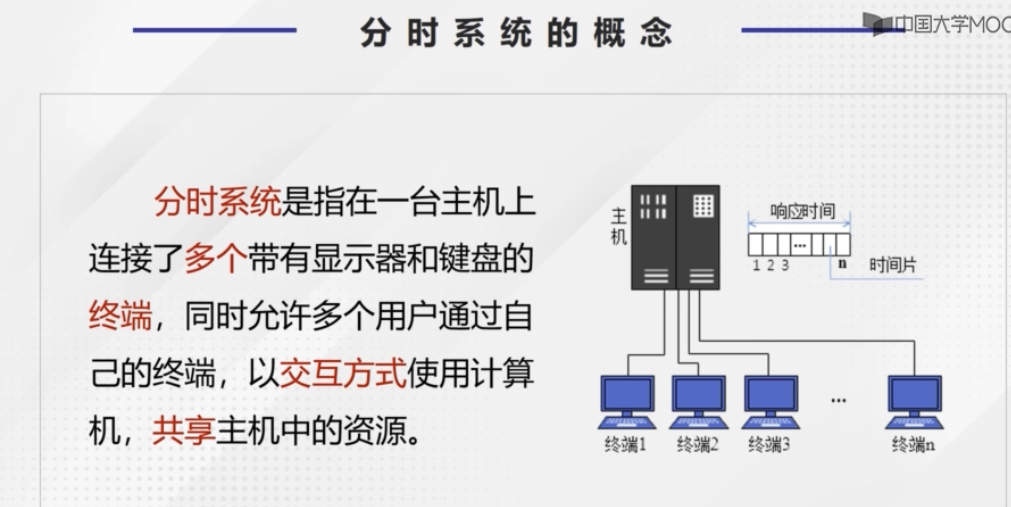 分时系统的概念
中国大学MOO
分时系统是指在一台主机上
连接了多个带有显示器和键盘的
终端，同时允许多个用户通过自
己的终端，以交互方式使用计算
机，共享主机中的资源。
主机
响应时间
...
1 2 3 n
时间片
...
终端1 终端2 终端3 终端n